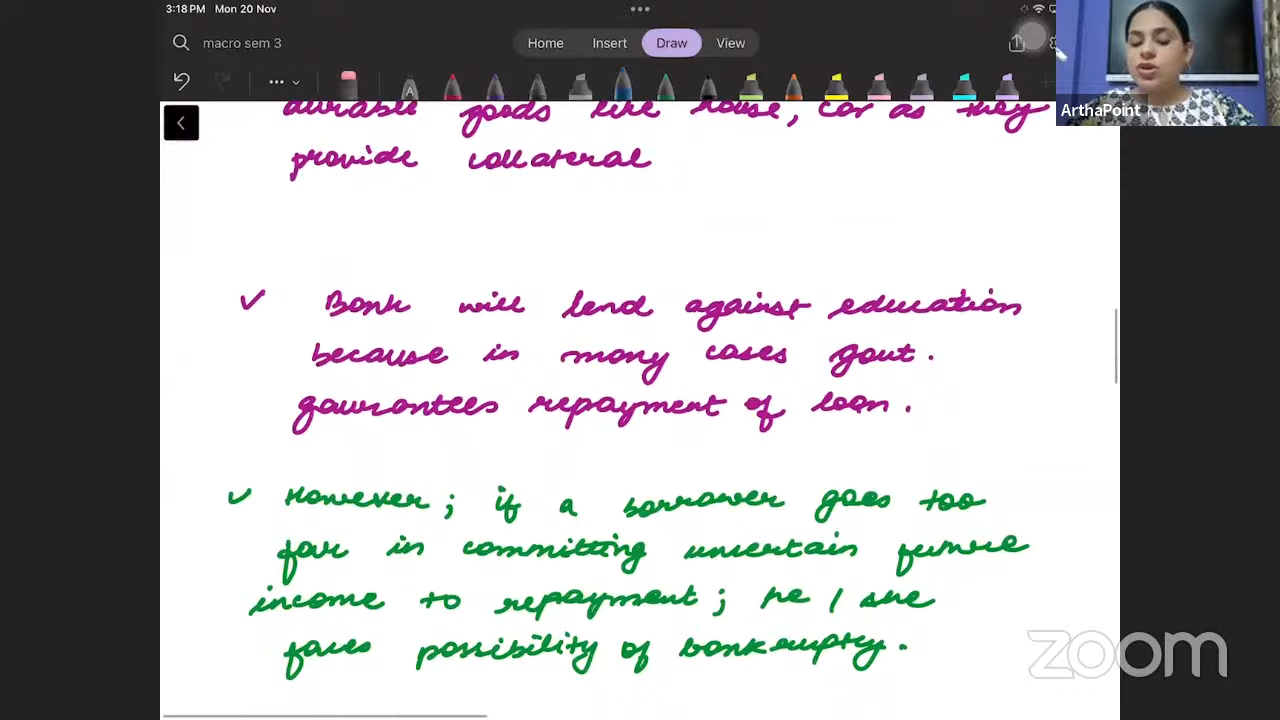 3:18 PM Mon 20 Nov
macro sem 3
Home Insert Draw View
A
ArthaPoint
durable goods like house, car as they
provide collateral
✓ Bank will lend against education
because in many cases govt.
gaurantees repayment of loan.
✓ However; if a borrower goes too
far in committing uncertain future
income to repayment; he / she
faces possibility of bankruptcy.
zoom